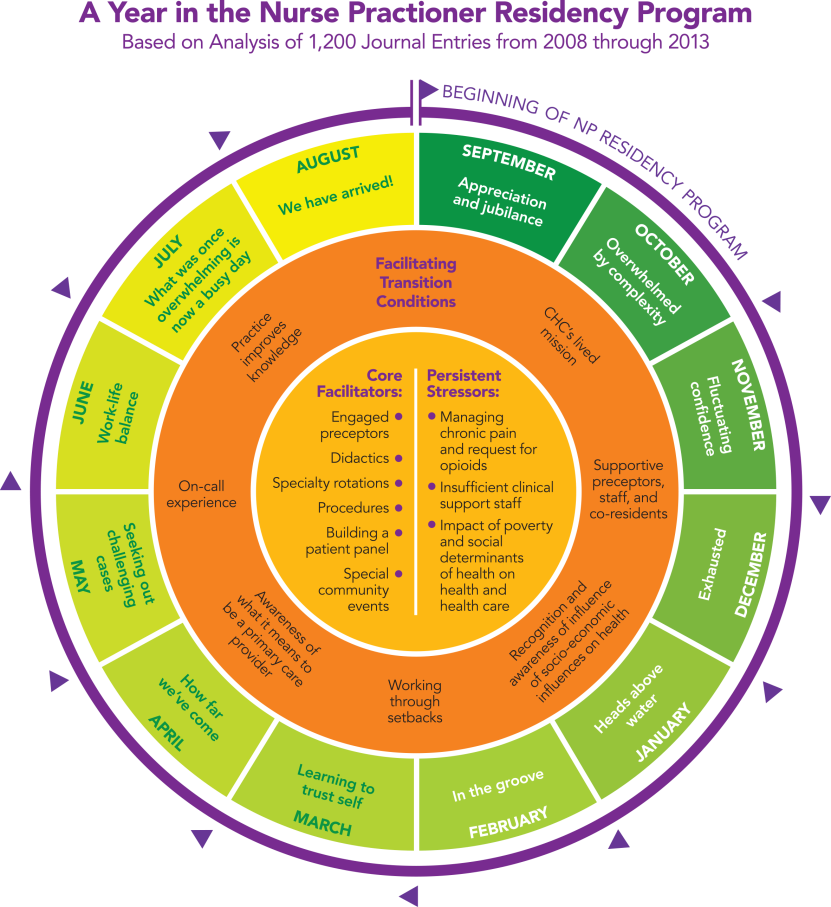 A Year in the Nurse Practioner Residency Program
Based on Analysis of 1,200 Journal Entries from 2008 through 2013
BEGINNING OF NP RESIDENCY PROGRAM
SEPTEMBER
Appreciation
and jubilance
OCTOBER
Overwhelmed
by complexity
NOVEMBER
Fluctuating
confidence
DECEMBER
Exhausted
JANUARY
Heads above
water
FEBRUARY
In the groove
MARCH
Learning to
trust self
APRIL
How far
we've come
MAY
Seeking out
challenging
cases
JUNE
Work-life
balance
JULY
What was once
overwhelming is
now a busy day
AUGUST
We have arrived!
Facilitating
Transition
Conditions
CHC's lived
mission
Supportive
preceptors,
staff, and
co-residents
Recognition and
awareness of influence
of socio-economic
influences on health
Working
through
setbacks
Awareness of
what it means to
be a primary care
provider
On-call
experience
Practice
improves
knowledge
Core
Facilitators:
Engaged
preceptors
Didactics
Specialty rotations
Procedures
Building a
patient panel
Special
community
events
Persistent
Stressors:
Managing
chronic pain
and request for
opioids
Insufficient clinical
support staff
Impact of poverty
and social
determinants
of health on
health and
health care